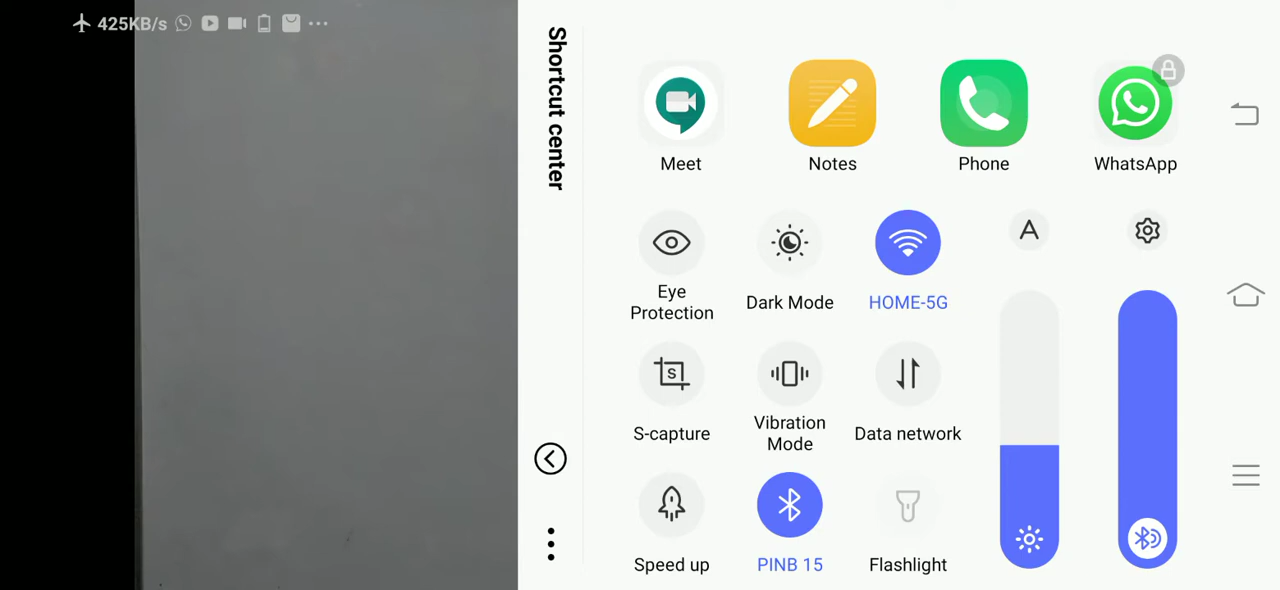 425KB/s
Shortcut center
Meet
Notes
Phone
WhatsApp
Eye
Protection
Dark Mode
HOME-5G
A
S
S-capture
Vibration
Mode
Data network
Speed up
PINB 15
Flashlight